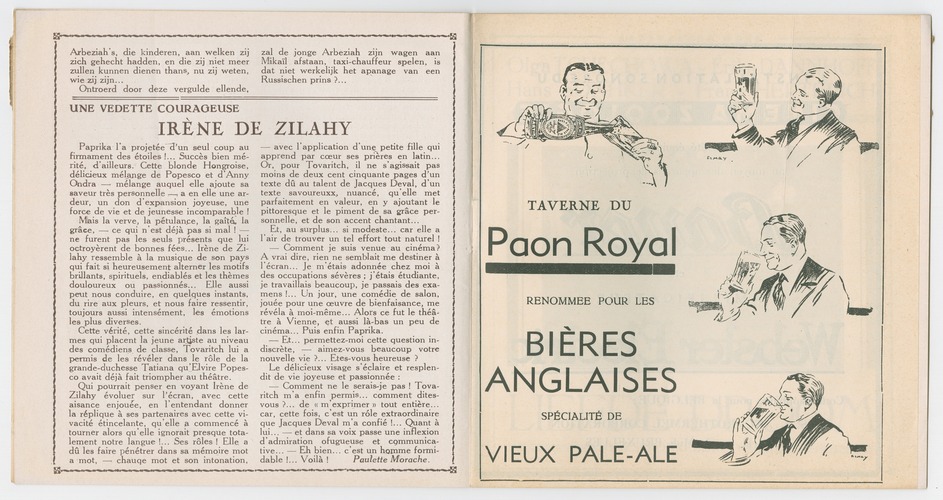 Arbeziah's, die kinderen, aan welken zij
zich gehecht hadden, en die zij niet meer
zullen kunnen dienen thans, nu zij weten,
wie zij zijn...
Ontroerd door deze vergulde ellende,
zal de jonge Arbeziah zijn wagen aan
Mikaïl afstaan, taxi-chauffeur spelen, is
dat niet werkelijk het apanage van een
Russischen prins ?...
UNE VEDETTE COURAGEUSE
IRÈNE DE ZILAHY
Paprika l'a projetée d'un seul coup au
firmament des étoiles !... Succès bien mé-
rité, d'ailleurs. Cette blonde Hongroise,
délicieux mélange de Popesco et d'Anny
Ondra — mélange auquel elle ajoute sa
saveur très personnelle — a en elle une ar-
deur, un don d'expansion joyeuse, une
force de vie et de jeunesse incomparable !
Mais la verve, la pétulance, la gaîté, la
grâce, — ce qui n'est déjà pas si mal ! —
ne furent pas les seuls présents que lui
octroyèrent de bonnes fées... Irène de Zi-
lahy ressemble à la musique de son pays
qui fait si heureusement alterner les motifs
brillants, spirituels, endiablés et les thèmes
douloureux ou passionnés... Elle aussi
peut nous conduire, en quelques instants,
du rire aux pleurs, et nous faire ressentir,
toujours aussi intensément, les émotions
les plus diverses.
Cette vérité, cette sincérité dans les lar-
mes qui placent la jeune artiste au niveau
des comédiens de classe, Tovaritch lui a
permis de les révéler dans le rôle de la
grande-duchesse Tatiana qu'Elvire Popes-
co avait déjà fait triompher au théâtre.
Qui pourrait penser en voyant Irène de
Zilahy évoluer sur l'écran, avec cette
aisance enjouée, en l'entendant donner
la réplique à ses partenaires avec cette vi-
vacité étincelante, qu'elle a commencé à
tourner alors qu'elle ignorait presque tota-
lement notre langue !... Ses rôles ! Elle a
dû les faire pénétrer dans sa mémoire mot
a mot, — chaque mot et son intonation,
— avec l'application d'une petite fille qui
apprend par cœur ses prières en latin...
Or, pour Tovaritch, il ne s'agissait pas
moins de deux cent cinquante pages d'un
texte dû au talent de Jacques Deval, d'un
texte savoureuxx, nuancé, qu'elle met
parfaitement en valeur, en y ajoutant le
pittoresque et le piment de sa grâce per-
sonnelle, et de son accent chantant...
Et, au surplus... si modeste... car elle a
l'air de trouver un tel effort tout naturel !
— Comment je suis venue au cinéma ?
A vrai dire, rien ne semblait me destiner à
l'écran... Je m'étais adonnée chez moi à
des occupations sévères ; j'étais étudiante,
je travaillais beaucoup, je passais des exa-
mens !... Un jour, une comédie de salon,
jouée pour une œuvre de bienfaisance, me
révéla à moi-même... Alors ce fut le théâ-
tre à Vienne, et aussi là-bas un peu de
cinéma... Puis enfin Paprika.
— Et... permettez-moi cette question in-
discrète, — aimez-vous beaucoup votre
nouvelle vie ?... Etes-vous heureuse ?
Le délicieux visage s'éclaire et resplen-
dit de vie joyeuse et passionnée :
— Comment ne le serais-je pas ! Tova-
ritch m'a enfin permis... comment dites-
vous ?... de « m'exprimer » tout entière...
car, cette fois, c'est un rôle extraordinaire
que Jacques Deval m'a confié !... Quant à
lui... — et dans sa voix passe une inflexion
d'admiration ofugueuse et communica-
tive... — Eh bien... c'est un homme formi-
dable !... Voilà !
Paulette Morache.
TAVERNE DU
Paon Royal
RENOMMEE POUR LES
BIÈRES
ANGLAISES
SPÉCIALITÉ DE
VIEUX PALE-ALE